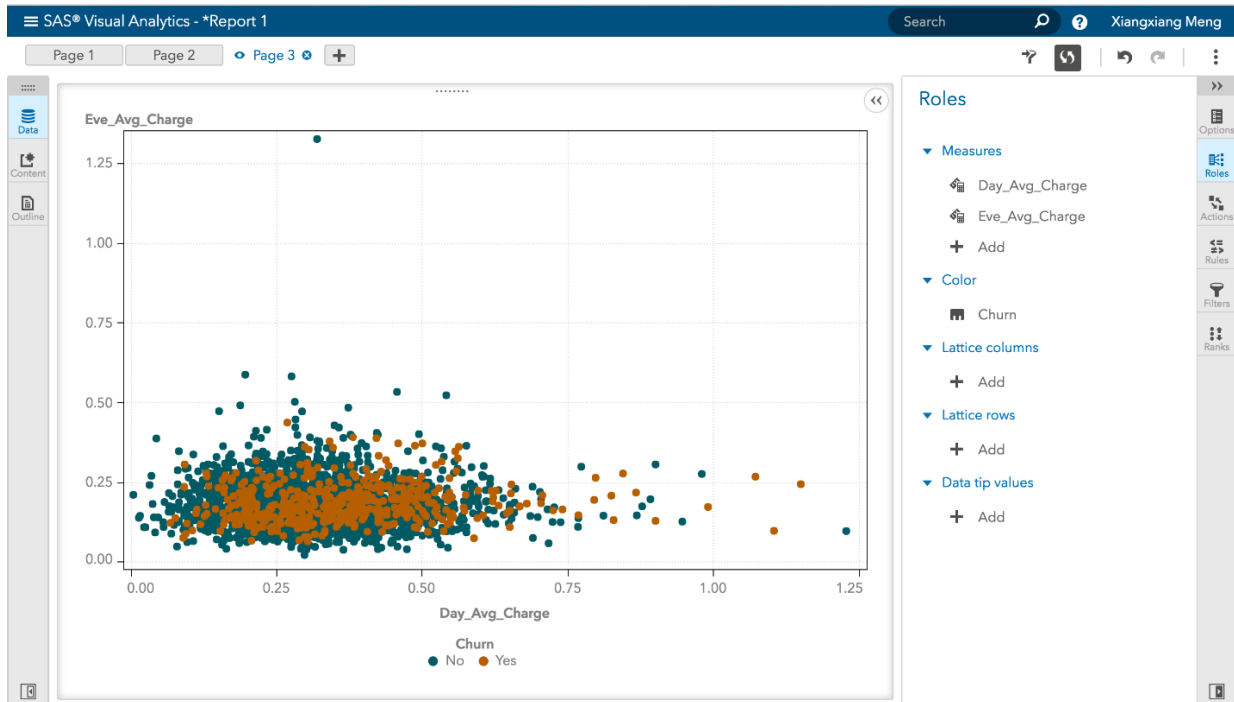 SAS® Visual Analytics - *Report 1
Search
Xiangxiang Meng
Page 1
Page 2
Page 3
Data
Content
Outline
Eve_Avg_Charge
1.25
1.00
0.75
0.50
0.25
0.00
0.00 0.25 0.50 0.75 1.00 1.25
Day_Avg_Charge
Churn
No Yes
Roles
Measures
Day_Avg_Charge
Eve_Avg_Charge
Add
Color
Churn
Lattice columns
Add
Lattice rows
Add
Data tip values
Add
Options
Roles
Actions
Rules
Filters
Ranks